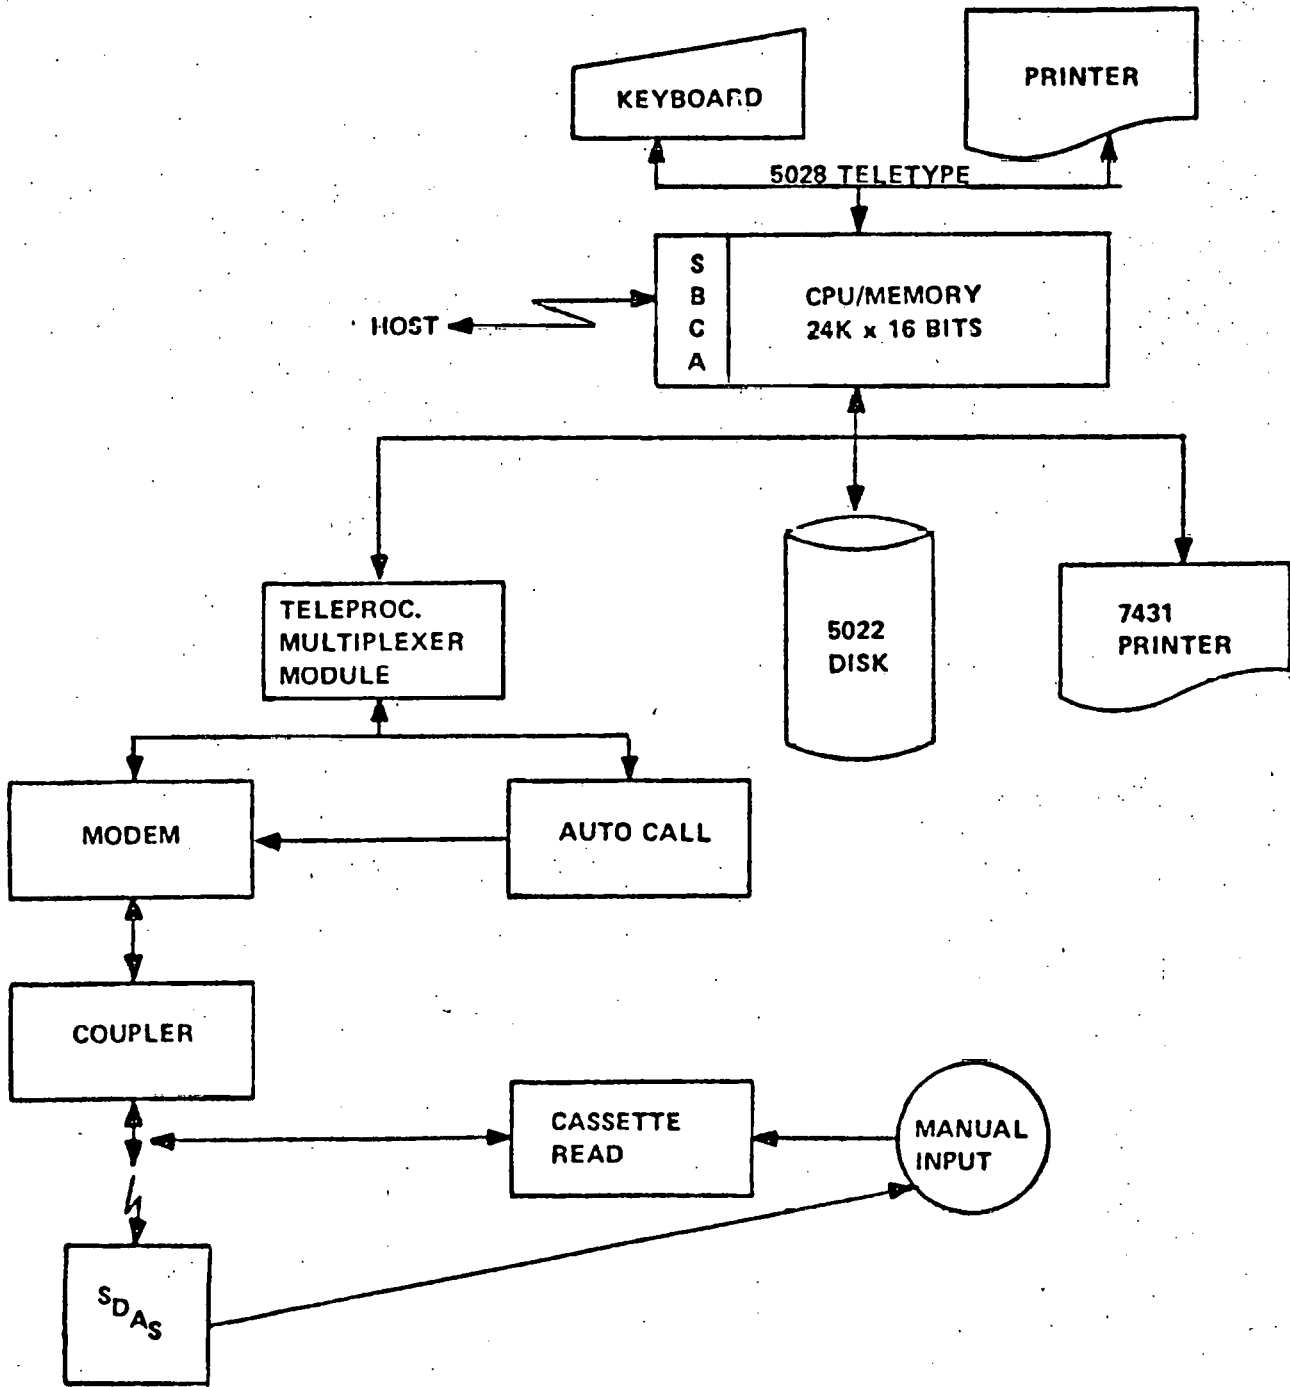 KEYBOARD
PRINTER
5028 TELETYPE
S
B
C
A
CPU/MEMORY
24K x 16 BITS
HOST
TELEPROC.
MULTIPLEXER
MODULE
5022
DISK
7431
PRINTER
MODEM
AUTO CALL
COUPLER
CASSETTE
READ
MANUAL
INPUT
SDAS